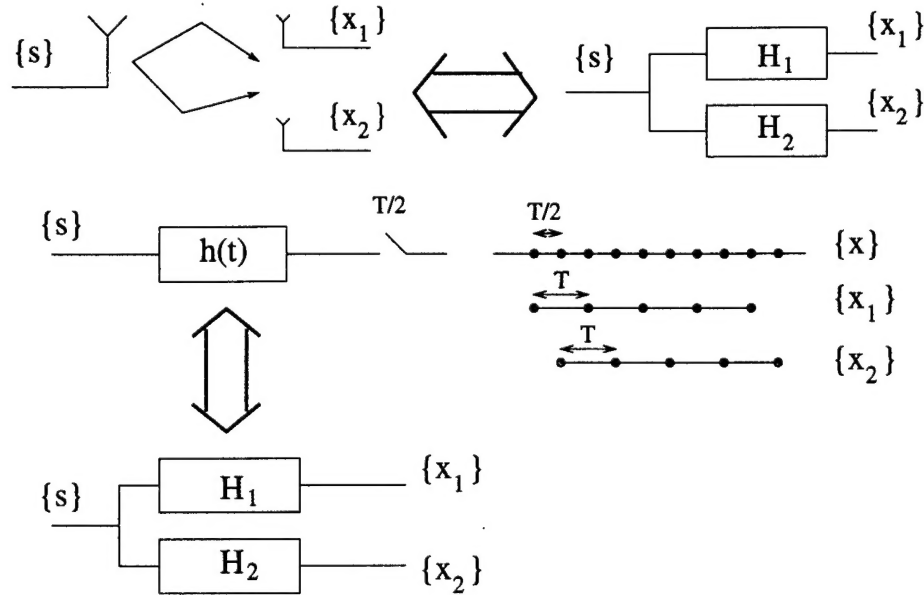 {s}
{x₁}
{x₂}
{s}
H₁
H₂
{x₁}
{x₂}
{s}
h(t)
T/2
T/2
{x}
T
{x₁}
T
{x₂}
{s}
H₁
H₂
{x₁}
{x₂}